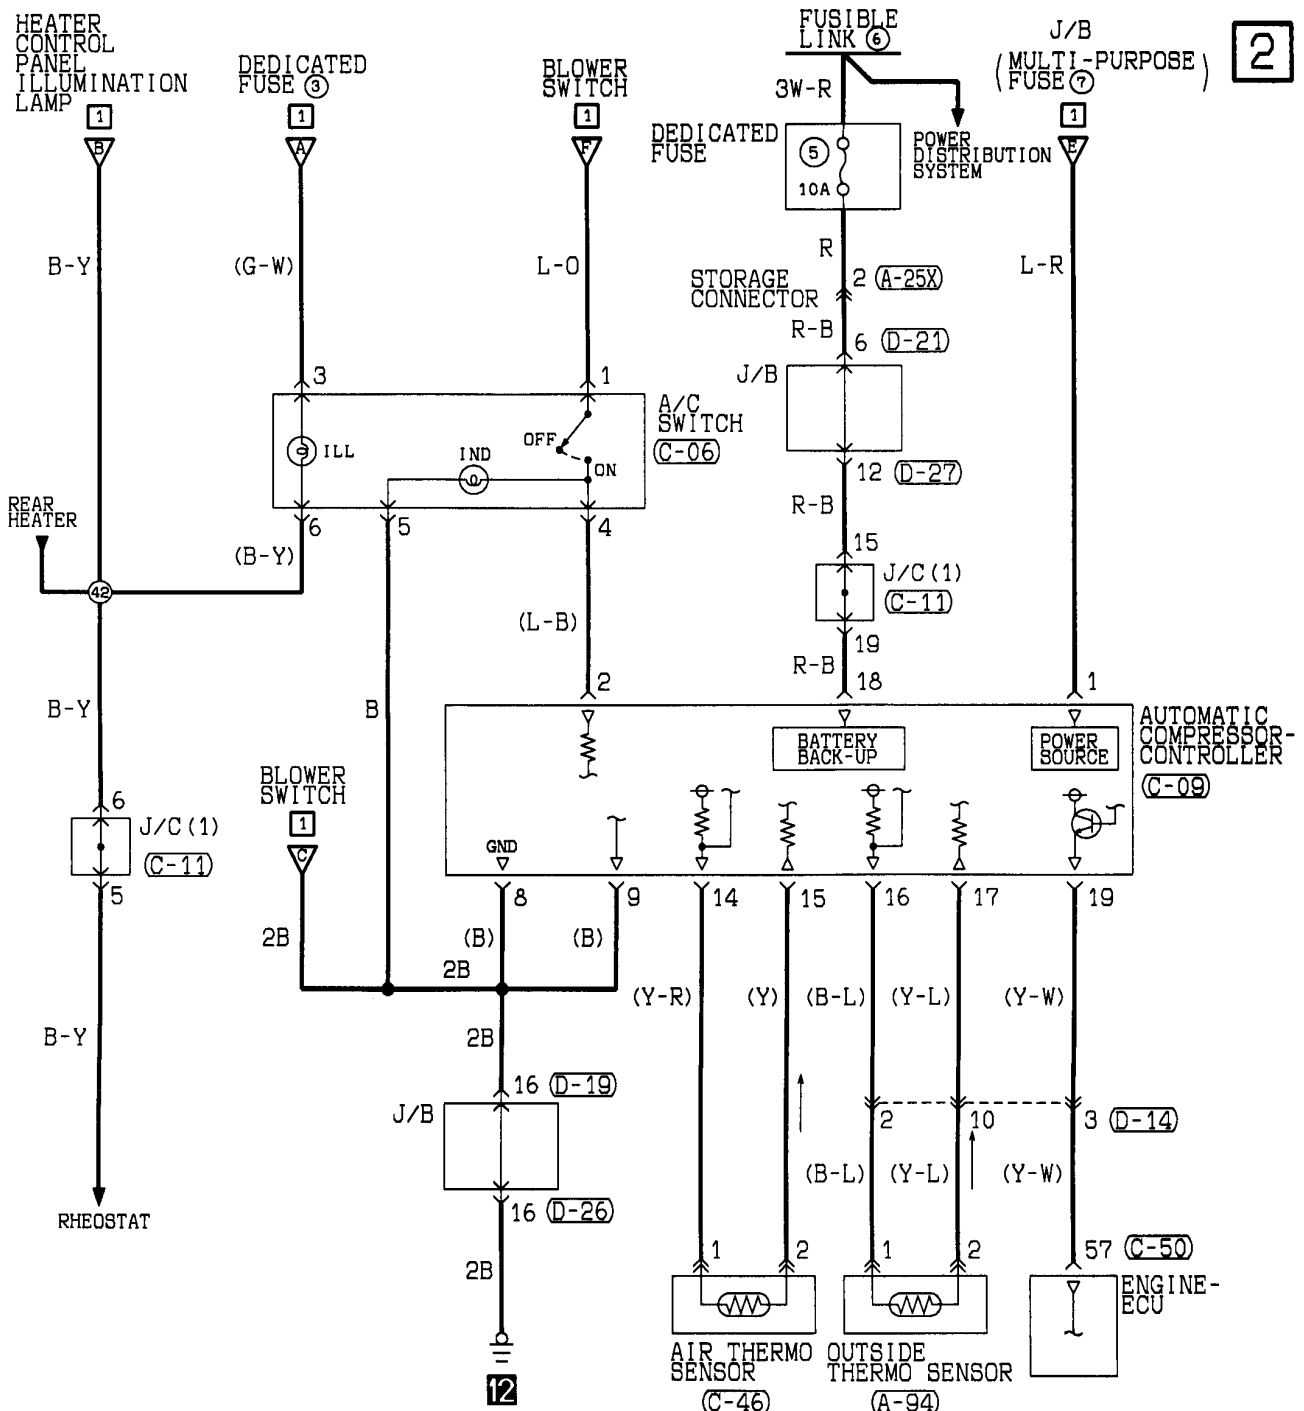 HEATER
CONTROL
PANEL
ILLUMINATION
LAMP
1
B
DEDICATED
FUSE ③
1
A
BLOWER
SWITCH
1
F
FUSIBLE
LINK ⑥
3W-R
J/B
(MULTI-PURPOSE
FUSE ⑦)
1
E
2
DEDICATED
FUSE
⑤
10A
POWER
DISTRIBUTION
SYSTEM
B-Y
(G-W)
L-O
R
L-R
STORAGE
CONNECTOR
2 (A-25X)
R-B
6 (D-21)
J/B
3
1
A/C
SWITCH
(C-06)
ILL
IND
OFF
ON
12 (D-27)
R-B
REAR
HEATER
6
5
4
(B-Y)
42
15
J/C(1)
(C-11)
19
(L-B)
R-B
2
18
1
B-Y
B
AUTOMATIC
COMPRESSOR-
CONTROLLER
(C-09)
BATTERY
BACK-UP
POWER
SOURCE
BLOWER
SWITCH
1
C
6
J/C(1)
(C-11)
5
GND
8
9
14
15
16
17
19
2B
(B)
(B)
2B
(Y-R)
(Y)
(B-L)
(Y-L)
(Y-W)
B-Y
2B
16 (D-19)
J/B
2
10
3 (D-14)
(B-L)
(Y-L)
(Y-W)
16 (D-26)
RHEOSTAT
2B
1
2
1
2
57 (C-50)
ENGINE-
ECU
AIR THERMO
SENSOR
(C-46)
OUTSIDE
THERMO SENSOR
(A-94)
12